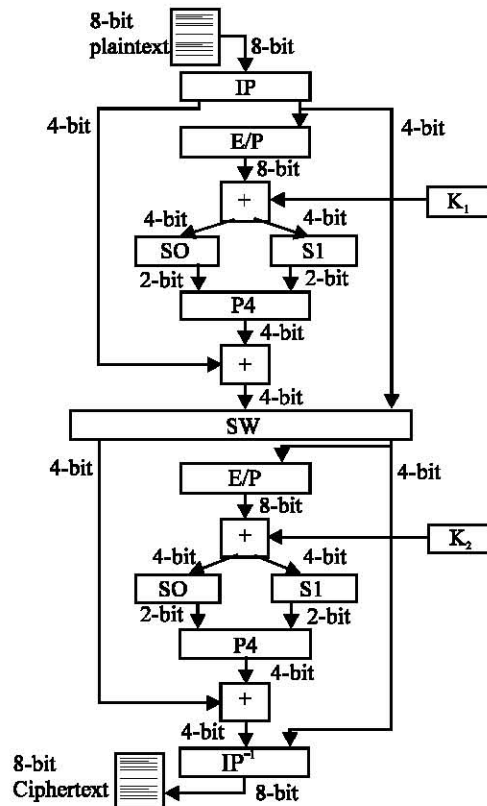 8-bit
plaintext
8-bit
IP
4-bit
4-bit
E/P
8-bit
+
K₁
4-bit
4-bit
SO
S1
2-bit
2-bit
P4
4-bit
+
4-bit
SW
4-bit
4-bit
E/P
8-bit
+
K₂
4-bit
4-bit
SO
S1
2-bit
2-bit
P4
4-bit
+
4-bit
IP⁻¹
8-bit
Ciphertext
8-bit